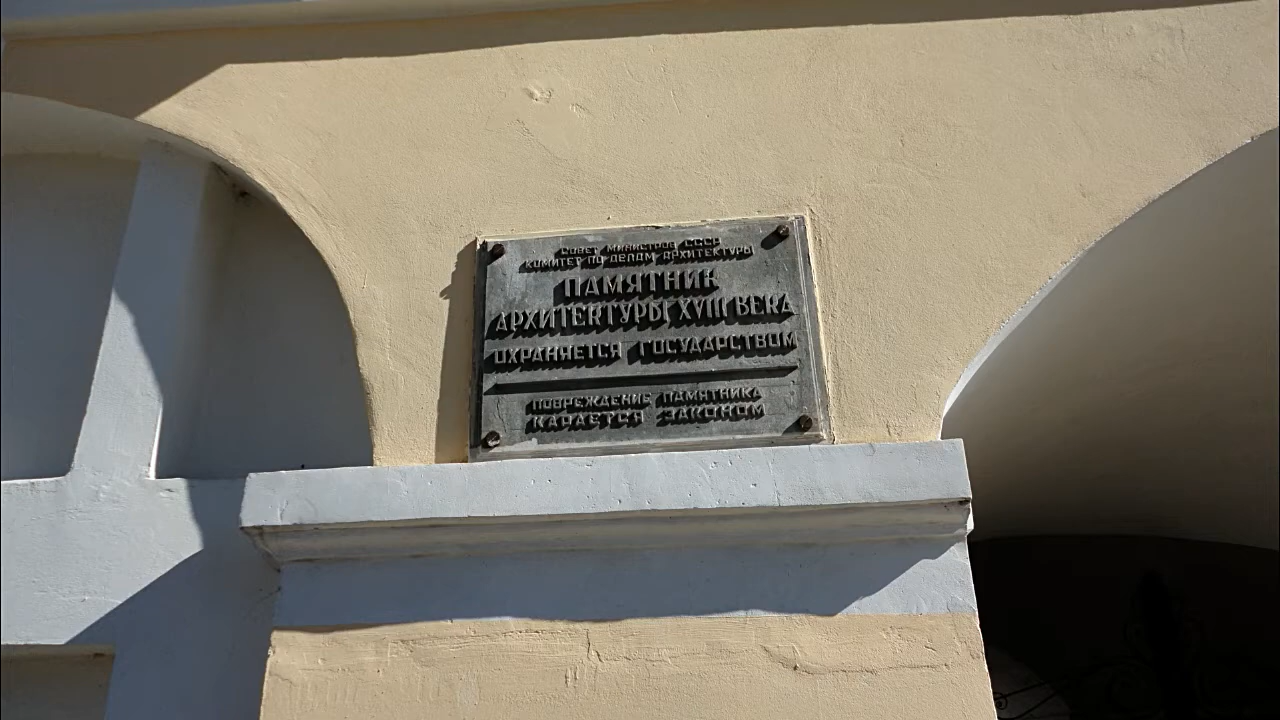 СОВЕТ МИНИСТРОВ СССР
КОМИТЕТ ПО ДЕЛАМ АРХИТЕКТУРЫ
ПАМЯТНИК
АРХИТЕКТУРЫ XVIII ВЕКА
ОХРАНЯЕТСЯ ГОСУДАРСТВОМ
ПОВРЕЖДЕНИЕ ПАМЯТНИКА
КАРАЕТСЯ ЗАКОНОМ